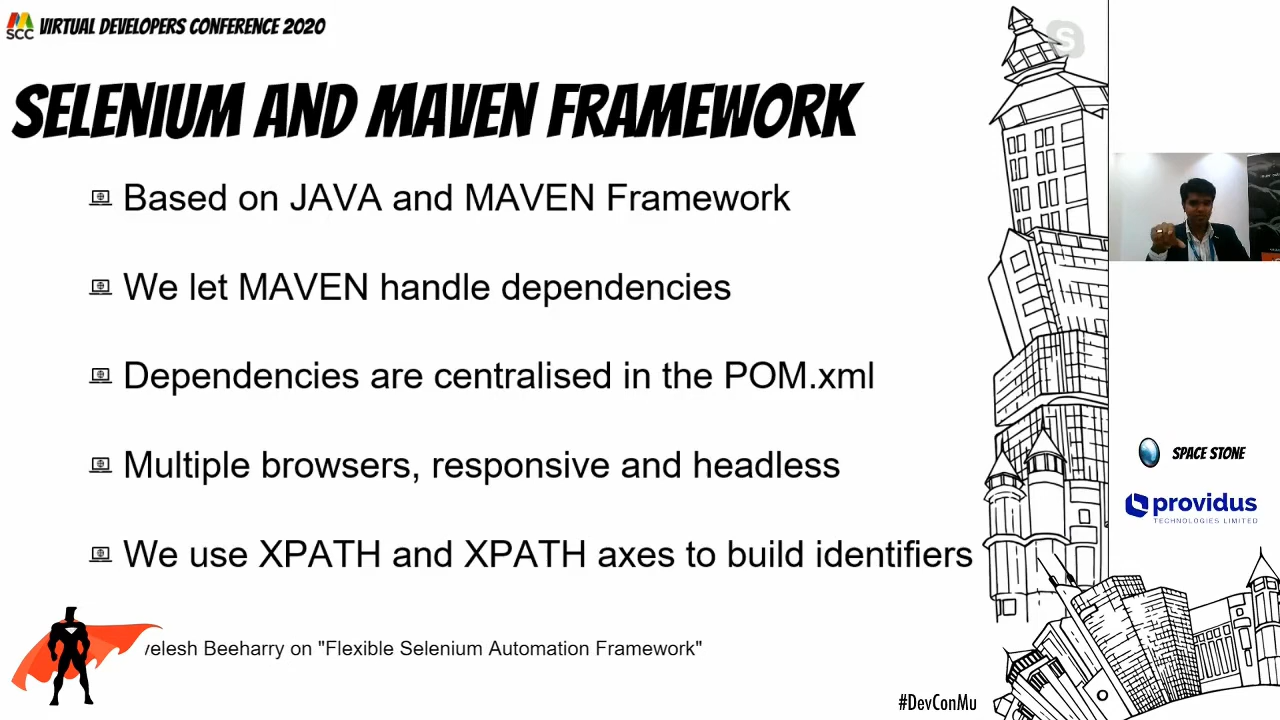 SCC VIRTUAL DEVELOPERS CONFERENCE 2020
SELENIUM AND MAVEN FRAMEWORK
Based on JAVA and MAVEN Framework
We let MAVEN handle dependencies
Dependencies are centralised in the POM.xml
Multiple browsers, responsive and headless
We use XPATH and XPATH axes to build identifiers
velesh Beeharry on "Flexible Selenium Automation Framework"
#DevConMu
S
SPACE STONE
providus
TECHNOLOGIES LIMITED